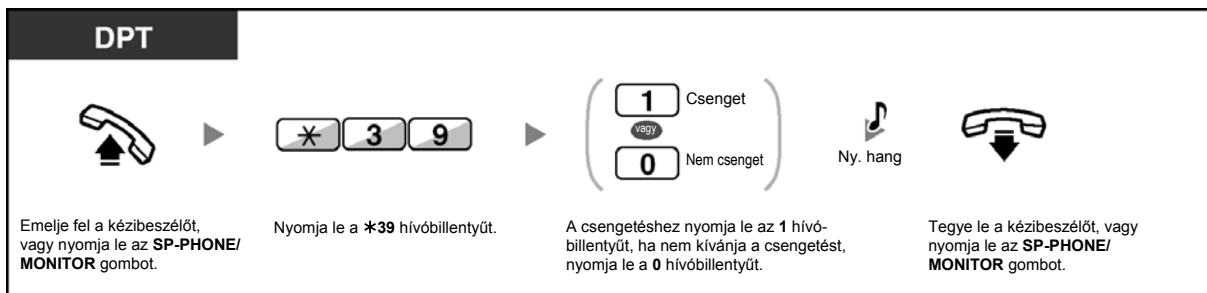 DPT
✳ 3 9
1 Csenget
vagy
0 Nem csenget
Ny. hang
Emelje fel a kézibeszélőt,
vagy nyomja le az SP-PHONE/
MONITOR gombot.
Nyomja le a ✳39 hívóbillentyűt.
A csengetéshez nyomja le az 1 hívó-
billentyűt, ha nem kívánja a csengetést,
nyomja le a 0 hívóbillentyűt.
Tegye le a kézibeszélőt, vagy
nyomja le az SP-PHONE/
MONITOR gombot.